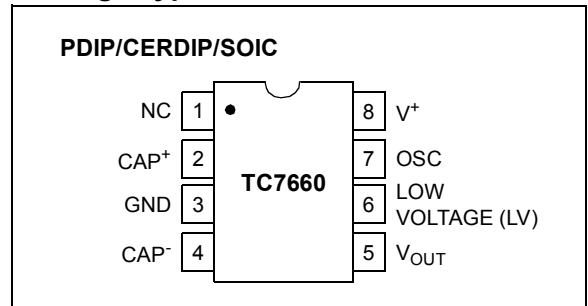 PDIP/CERDIP/SOIC
NC 1
8 V+
CAP+ 2
7 OSC
TC7660
GND 3
6 LOW
VOLTAGE (LV)
CAP- 4
5 VOUT